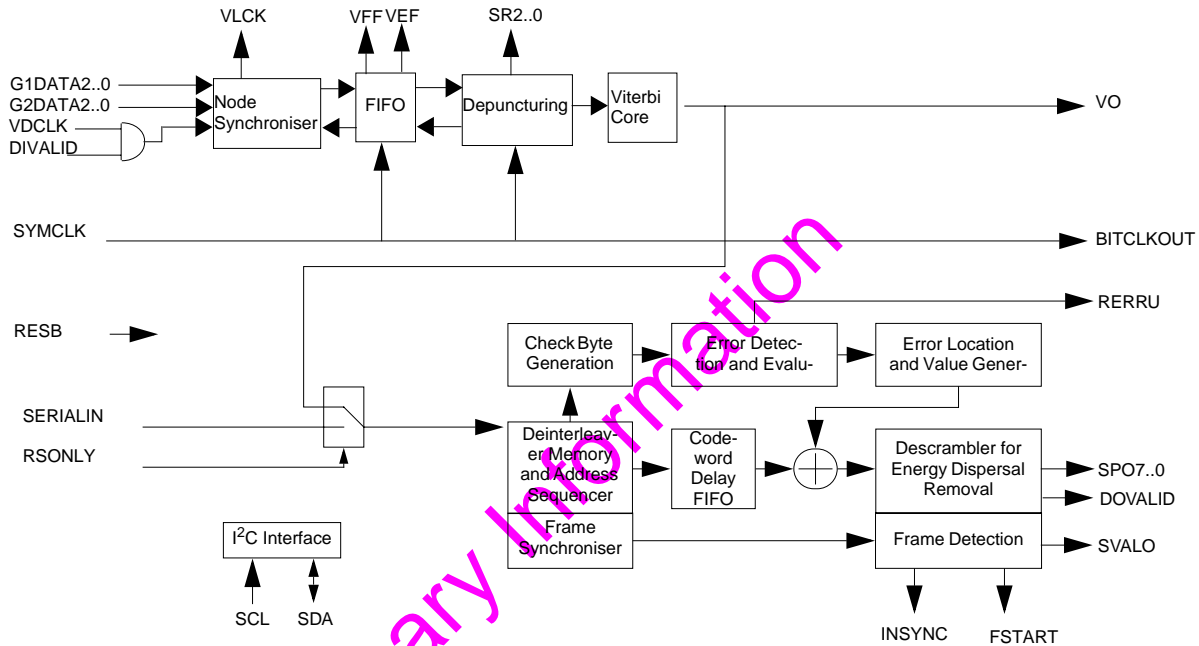 VLCK
VFF VEF
SR2..0
G1DATA2..0
G2DATA2..0
VDCLK
DIVALID
Node
Synchroniser
FIFO
Depuncturing
Viterbi
Core
VO
SYMCLK
BITCLKOUT
RERRU
RESB
Check Byte
Generation
Error Detec-
tion and Evalu-
Error Location
and Value Gener-
SERIALIN
RSONLY
Deinterleav-
er Memory
and Address
Sequencer
Code-
word
Delay
FIFO
Descrambler for
Energy Dispersal
Removal
SPO7..0
DOVALID
Frame
Synchroniser
Frame Detection
SVALO
I2C Interface
SCL
SDA
INSYNC
FSTART
ary Information